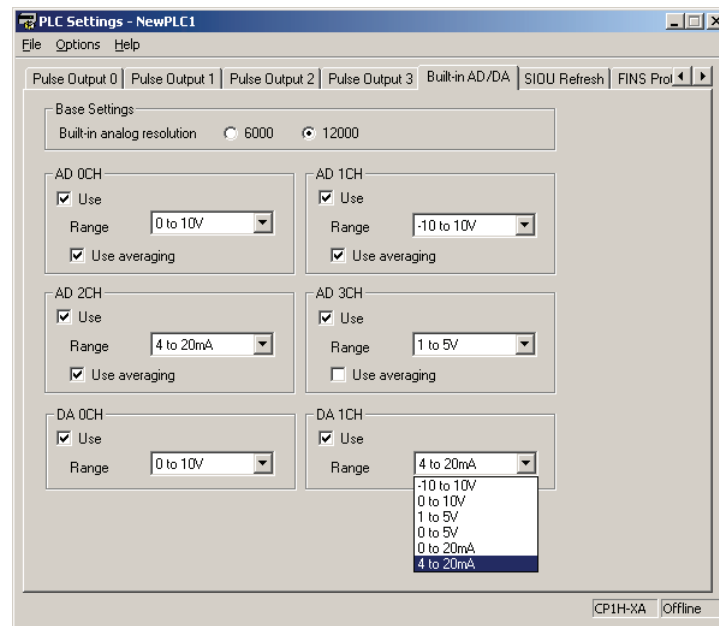 PLC Settings - NewPLC1
File Options Help
Pulse Output 0 Pulse Output 1 Pulse Output 2 Pulse Output 3 Built-in AD/DA SIOU Refresh FINS
Base Settings
Built-in analog resolution 6000 12000
AD 0CH
Use
Range 0 to 10V
Use averaging
AD 1CH
Use
Range -10 to 10V
Use averaging
AD 2CH
Use
Range 4 to 20mA
Use averaging
AD 3CH
Use
Range 1 to 5V
Use averaging
DA 0CH
Use
Range 0 to 10V
DA 1CH
Use
Range 4 to 20mA
-10 to 10V
0 to 10V
1 to 5V
0 to 5V
0 to 20mA
4 to 20mA
CP1H-XA Offline